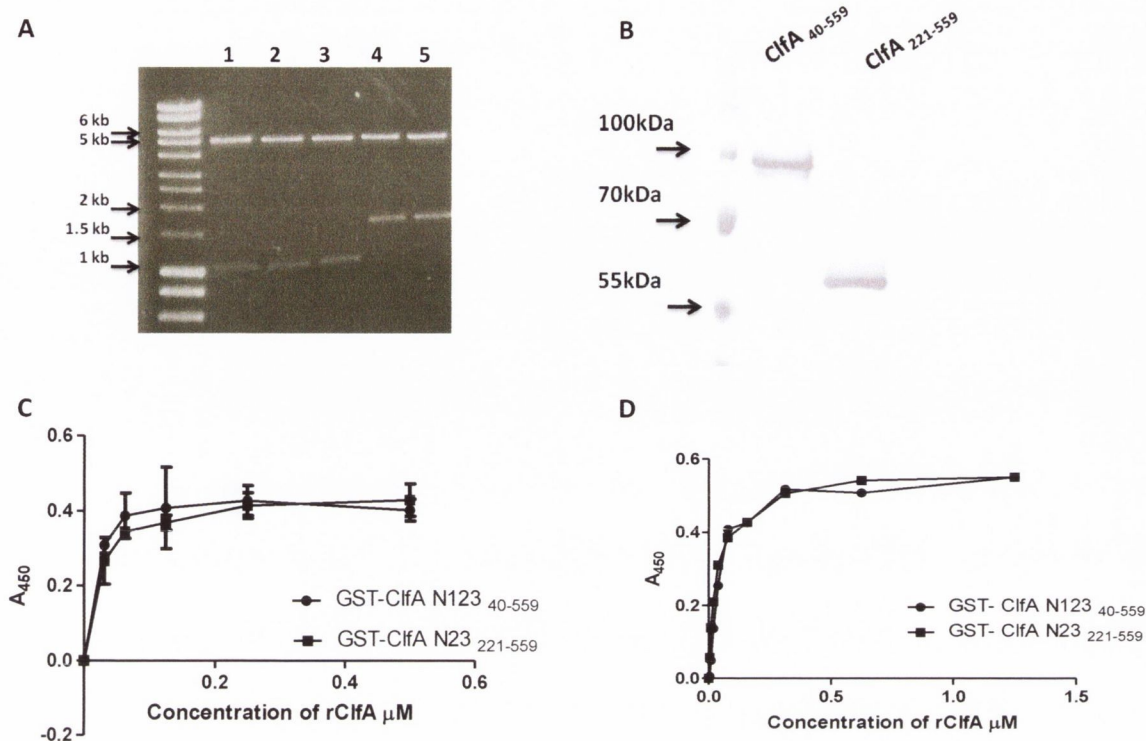 A
1 2 3 4 5
6 kb
5 kb
2 kb
1.5 kb
1 kb
B
ClfA 40-559
ClfA 221-559
100kDa
70kDa
55kDa
C
0.6
0.4
0.2
0.0
-0.2
A450
0.2 0.4 0.6
GST-ClfA N123 40-559
GST-ClfA N23 221-559
Concentration of rClfA μM
D
0.6
0.4
0.2
0.0
A450
0.0 0.5 1.0 1.5
GST- ClfA N123 40-559
GST- ClfA N23 221-559
Concentration of rClfA μM